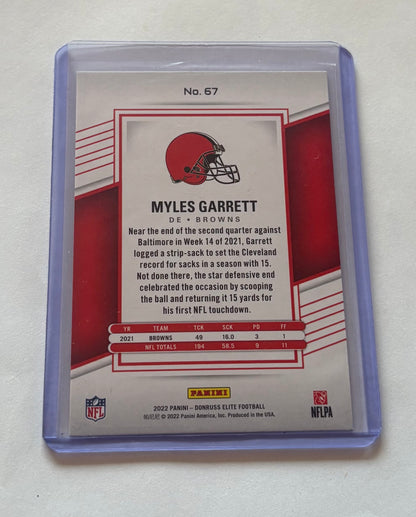 No. 67
MYLES GARRETT
DE • BROWNS
Near the end of the second quarter against
Baltimore in Week 14 of 2021, Garrett
logged a strip-sack to set the Cleveland
record for sacks in a season with 15.
Not done there, the star defensive end
celebrated the occasion by scooping
the ball and returning it 15 yards for
his first NFL touchdown.
YR TEAM TCK SCK PD FF
2021 BROWNS 49 16.0 3 1
NFL TOTALS 194 58.5 9 11
PANINI
NFL
NFLPA
2022 PANINI – DONRUSS ELITE FOOTBALL
© 2022 Panini America, Inc. Produced in the USA.